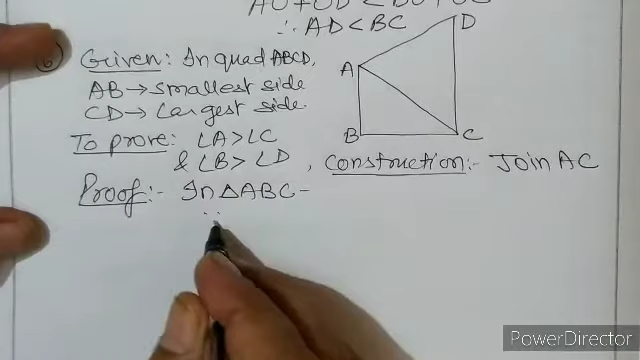 ∴ AD < BC
6) Given: In quad ABCD,
AB → smallest side
CD → Largest side.
To prove: ∠A > ∠C
& ∠B > ∠D, Construction:- Join AC
Proof:- In △ABC-
A
B
C
D
PowerDirector